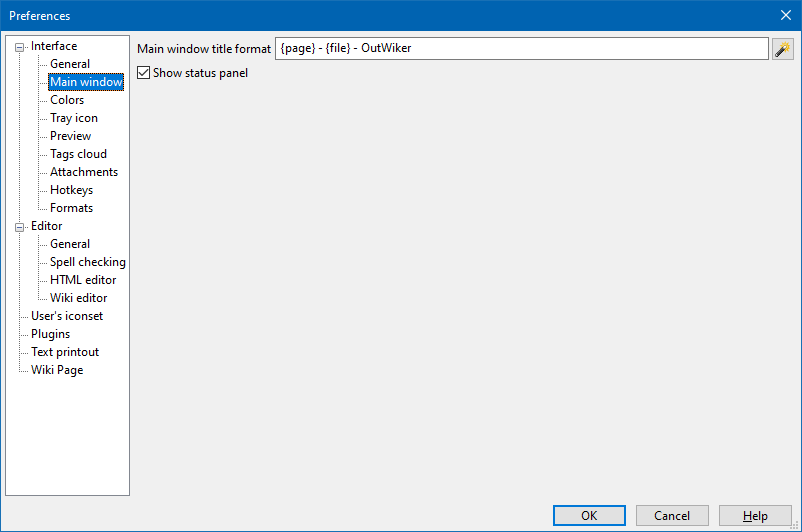 Preferences
Interface
General
Main window
Colors
Tray icon
Preview
Tags cloud
Attachments
Hotkeys
Formats
Editor
General
Spell checking
HTML editor
Wiki editor
User's iconset
Plugins
Text printout
Wiki Page
Main window title format {page} - {file} - OutWiker
Show status panel
OK Cancel Help